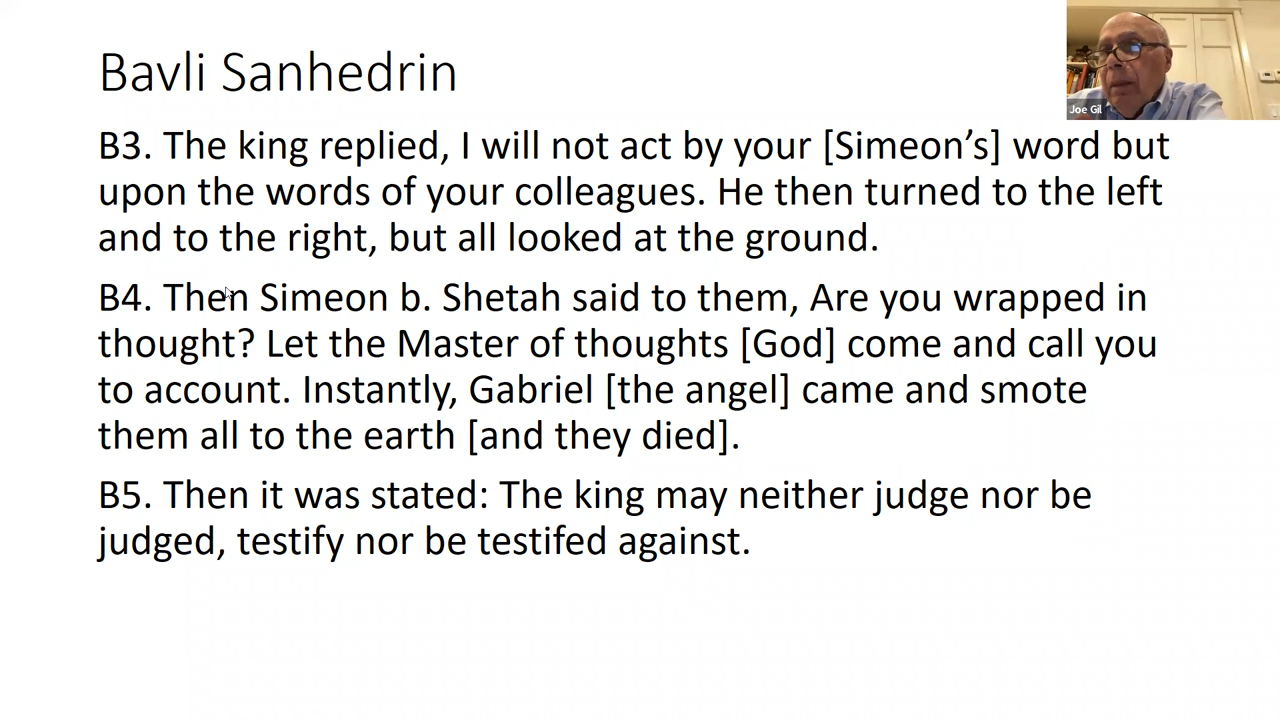 Bavli Sanhedrin
Joe Gil
B3. The king replied, I will not act by your [Simeon’s] word but
upon the words of your colleagues. He then turned to the left
and to the right, but all looked at the ground.
B4. Then Simeon b. Shetah said to them, Are you wrapped in
thought? Let the Master of thoughts [God] come and call you
to account. Instantly, Gabriel [the angel] came and smote
them all to the earth [and they died].
B5. Then it was stated: The king may neither judge nor be
judged, testify nor be testifed against.